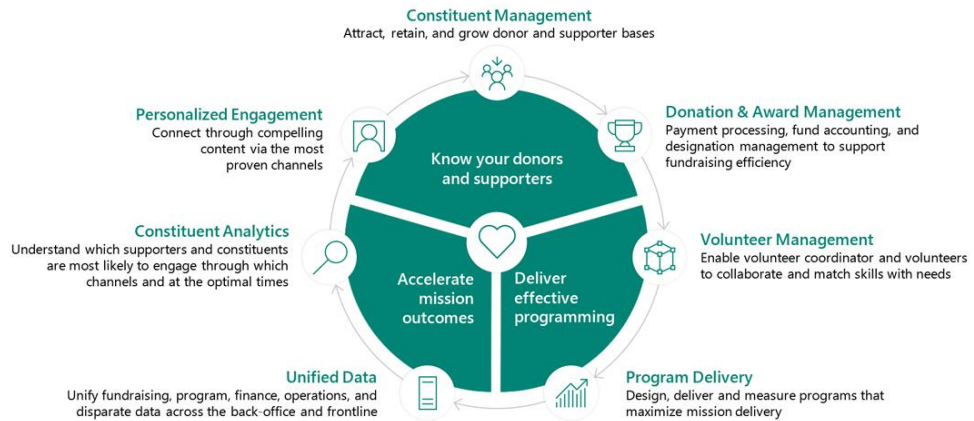 Constituent Management
Attract, retain, and grow donor and supporter bases
Personalized Engagement
Connect through compelling
content via the most
proven channels
Donation & Award Management
Payment processing, fund accounting, and
designation management to support
fundraising efficiency
Know your donors
and supporters
Constituent Analytics
Understand which supporters and constituents
are most likely to engage through which
channels and at the optimal times
Volunteer Management
Enable volunteer coordinator and volunteers
to collaborate and match skills with needs
Accelerate
mission
outcomes
Deliver
effective
programming
Unified Data
Unify fundraising, program, finance, operations, and
disparate data across the back-office and frontline
Program Delivery
Design, deliver and measure programs that
maximize mission delivery